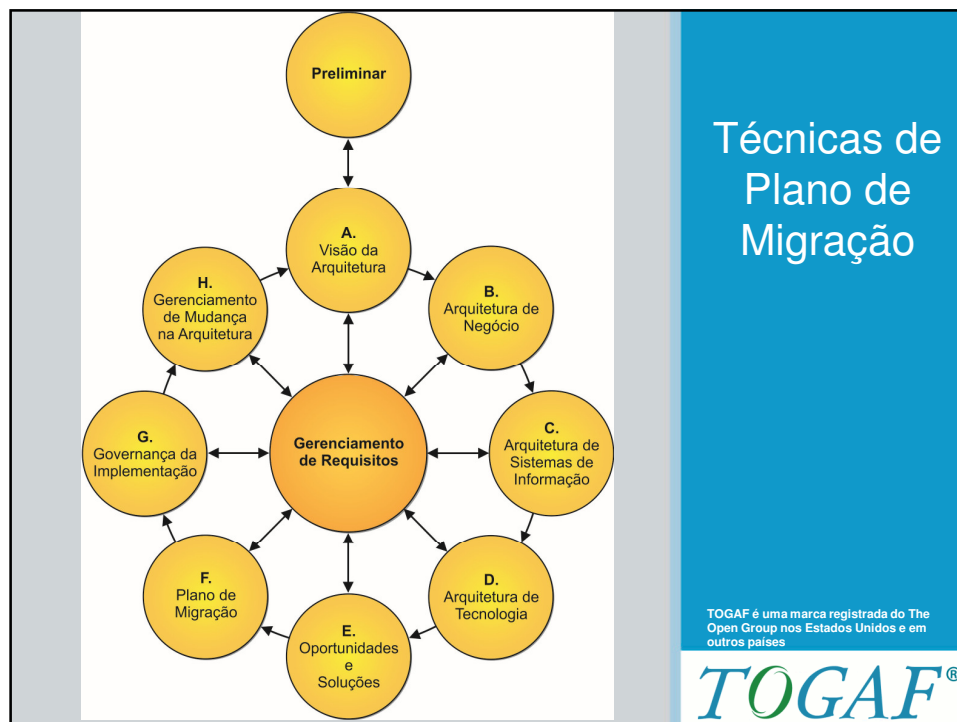 Preliminar
A.
Visão da
Arquitetura
B.
Arquitetura de
Negócio
C.
Arquitetura de
Sistemas de
Informação
D.
Arquitetura de
Tecnologia
E.
Oportunidades
e
Soluções
F.
Plano de
Migração
G.
Governança da
Implementação
H.
Gerenciamento
de Mudança
na Arquitetura
Gerenciamento
de Requisitos
Técnicas de
Plano de
Migração
TOGAF é uma marca registrada do The
Open Group nos Estados Unidos e em
outros países
TOGAF®